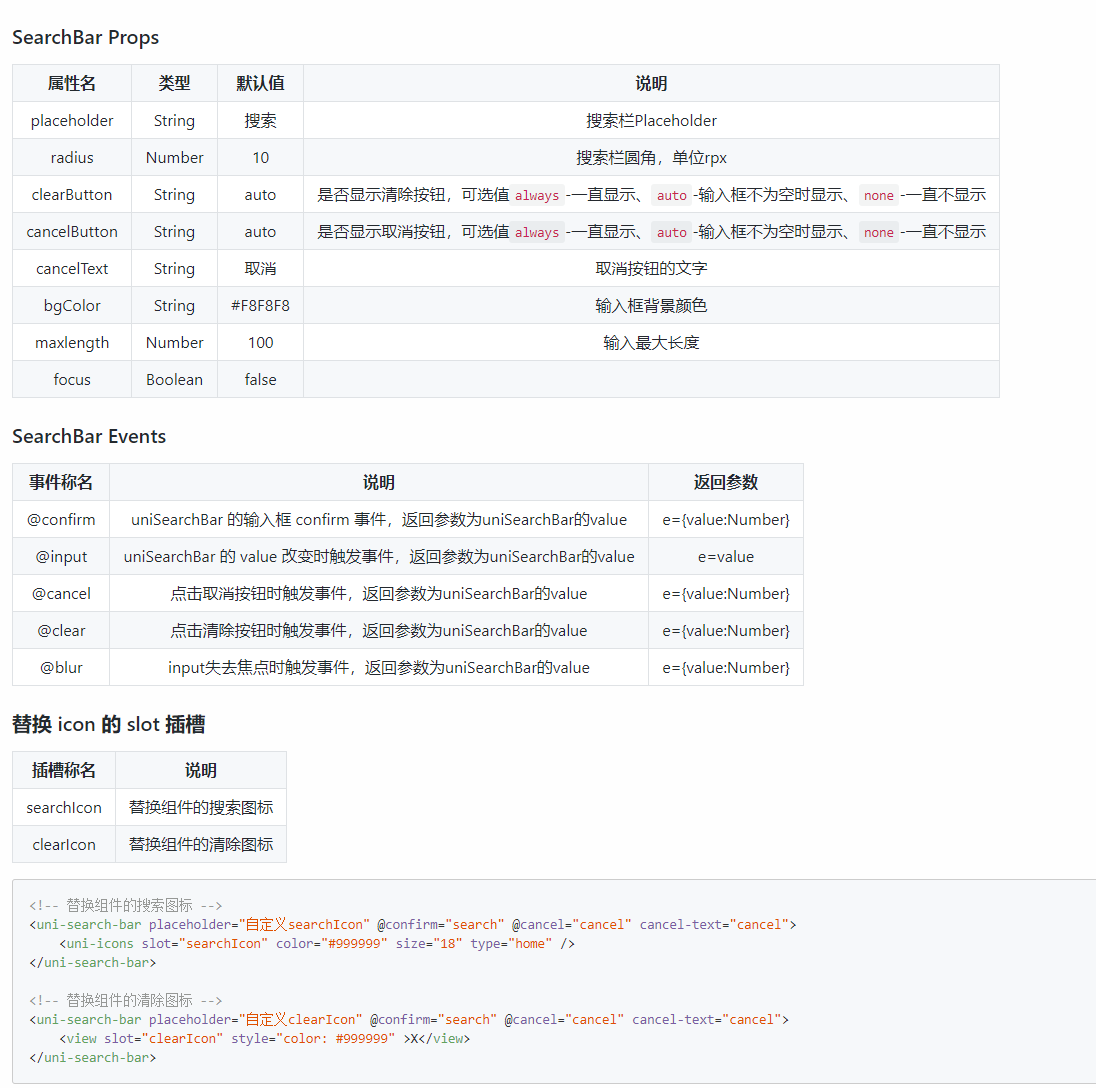 SearchBar Props
属性名 类型 默认值 说明
placeholder String 搜索 搜索栏Placeholder
radius Number 10 搜索栏圆角，单位rpx
clearButton String auto 是否显示清除按钮，可选值always-一直显示、auto-输入框不为空时显示、none-一直不显示
cancelButton String auto 是否显示取消按钮，可选值always-一直显示、auto-输入框不为空时显示、none-一直不显示
cancelText String 取消 取消按钮的文字
bgColor String #F8F8F8 输入框背景颜色
maxlength Number 100 输入最大长度
focus Boolean false
SearchBar Events
事件称名 说明 返回参数
@confirm uniSearchBar 的输入框 confirm 事件，返回参数为uniSearchBar的value e={value:Number}
@input uniSearchBar 的 value 改变时触发事件，返回参数为uniSearchBar的value e=value
@cancel 点击取消按钮时触发事件，返回参数为uniSearchBar的value e={value:Number}
@clear 点击清除按钮时触发事件，返回参数为uniSearchBar的value e={value:Number}
@blur input失去焦点时触发事件，返回参数为uniSearchBar的value e={value:Number}
替换 icon 的 slot 插槽
插槽称名 说明
searchIcon 替换组件的搜索图标
clearIcon 替换组件的清除图标
<!-- 替换组件的搜索图标 -->
<uni-search-bar placeholder="自定义searchIcon" @confirm="search" @cancel="cancel" cancel-text="cancel">
    <uni-icons slot="searchIcon" color="#999999" size="18" type="home" />
</uni-search-bar>
<!-- 替换组件的清除图标 -->
<uni-search-bar placeholder="自定义clearIcon" @confirm="search" @cancel="cancel" cancel-text="cancel">
    <view slot="clearIcon" style="color: #999999" >X</view>
</uni-search-bar>